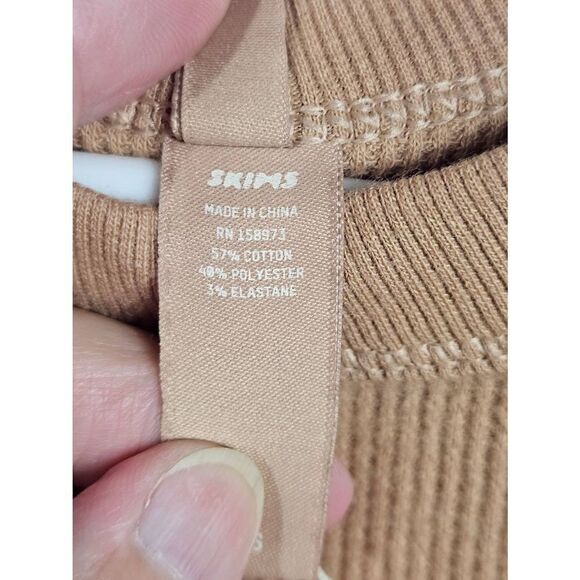 SKIMS
MADE IN CHINA
RN 158973
57% COTTON
40% POLYESTER
3% ELASTANE